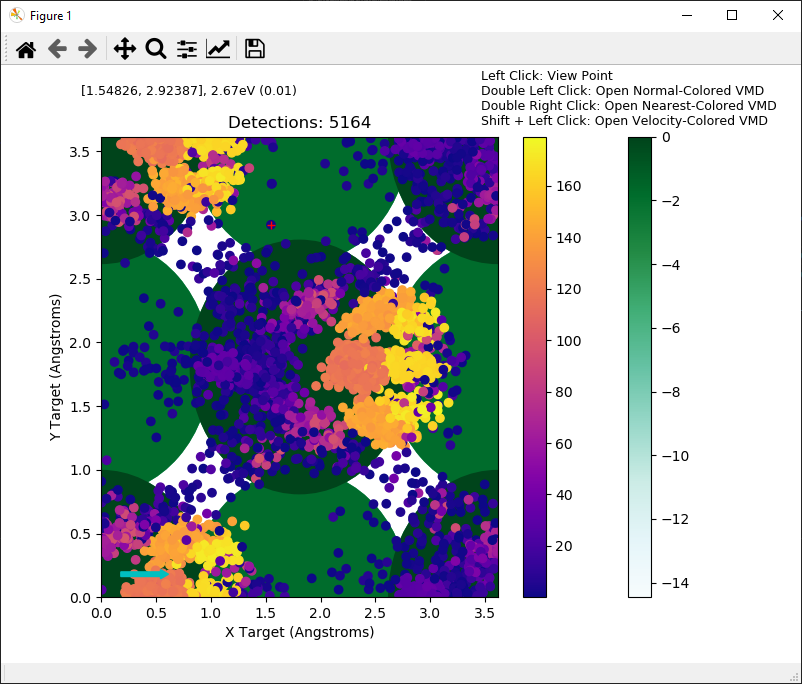 Figure 1
Left Click: View Point
[1.54826, 2.92387], 2.67eV (0.01)
Double Left Click: Open Normal-Colored VMD
Double Right Click: Open Nearest-Colored VMD
Shift + Left Click: Open Velocity-Colored VMD
Detections: 5164
3.5
3.0
2.5
2.0
1.5
1.0
0.5
0.0
Y Target (Angstroms)
0.0 0.5 1.0 1.5 2.0 2.5 3.0 3.5
X Target (Angstroms)
160
140
120
100
80
60
40
20
0
−2
−4
−6
−8
−10
−12
−14